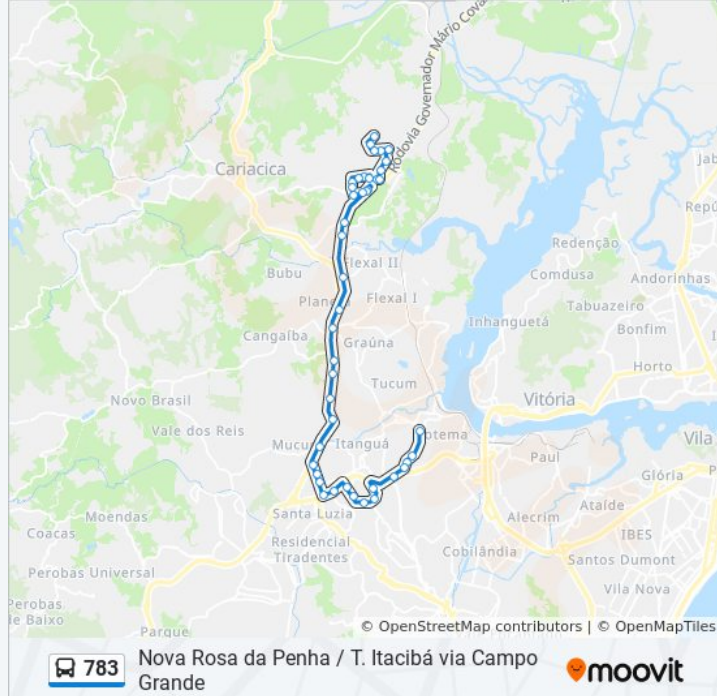 Rodovia Governador Mário Cova
Cariacica
Jab
Repú
Redenção
Flexal II
Bubu
Comdusa
Andorinhas
Flexal I
Tabuazeiro
Inhanguetá
Bonfim
Cangaíba
Graúna
Horto
Tucum
Novo Brasil
Vitória
Vale dos Reis
Itanguá
Vila
Paul
Glória
Santa Luzia
Moendas
Alecrim
Ataíde
Coacas
IBES
Residencial
Tiradentes
Cobilândia
Santos Dumont
Perobas Universal
Vila Nova
Perobas
de Baixo
Parque
© OpenStreetMap contributors | © OpenMapTiles
783
Nova Rosa da Penha / T. Itacibá via Campo
Grande
moovit